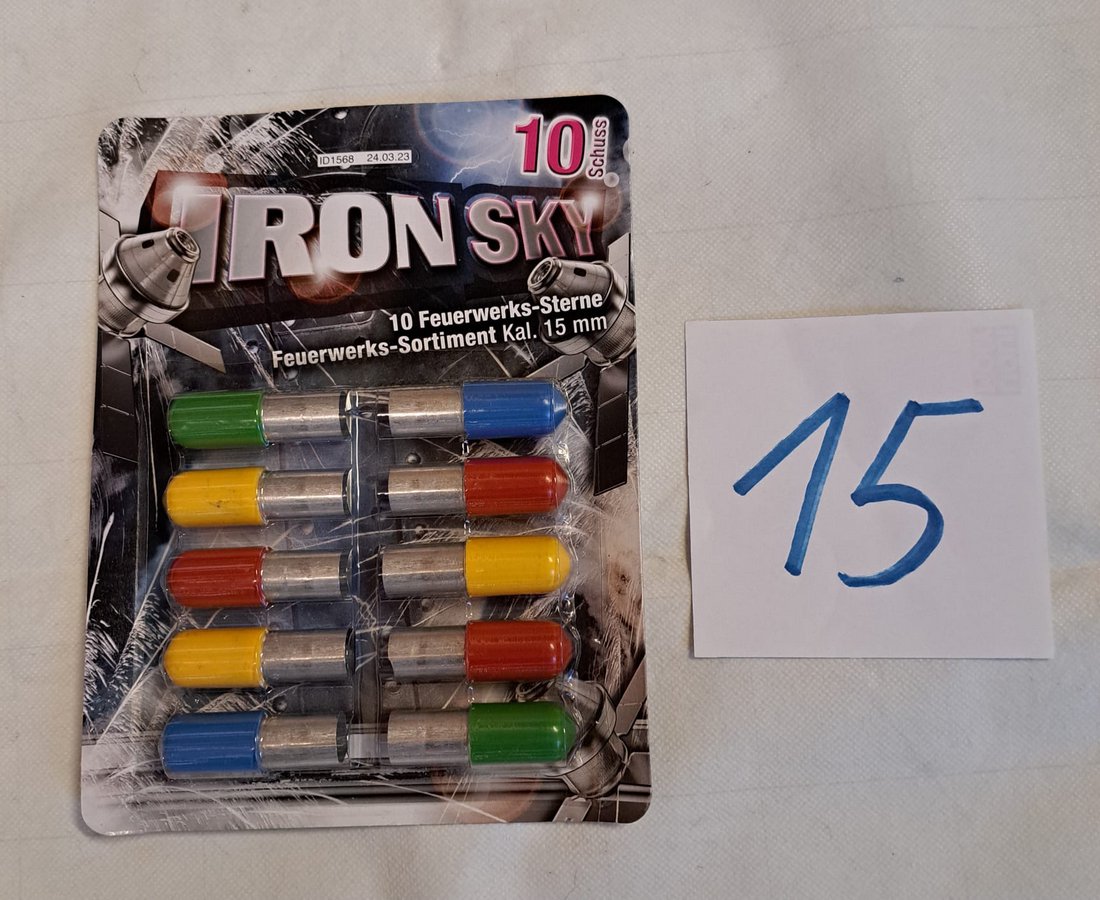 10 Schuss
ID1568 24.03.23
IRON SKY
10 Feuerwerks-Sterne
Feuerwerks-Sortiment Kal. 15 mm
15